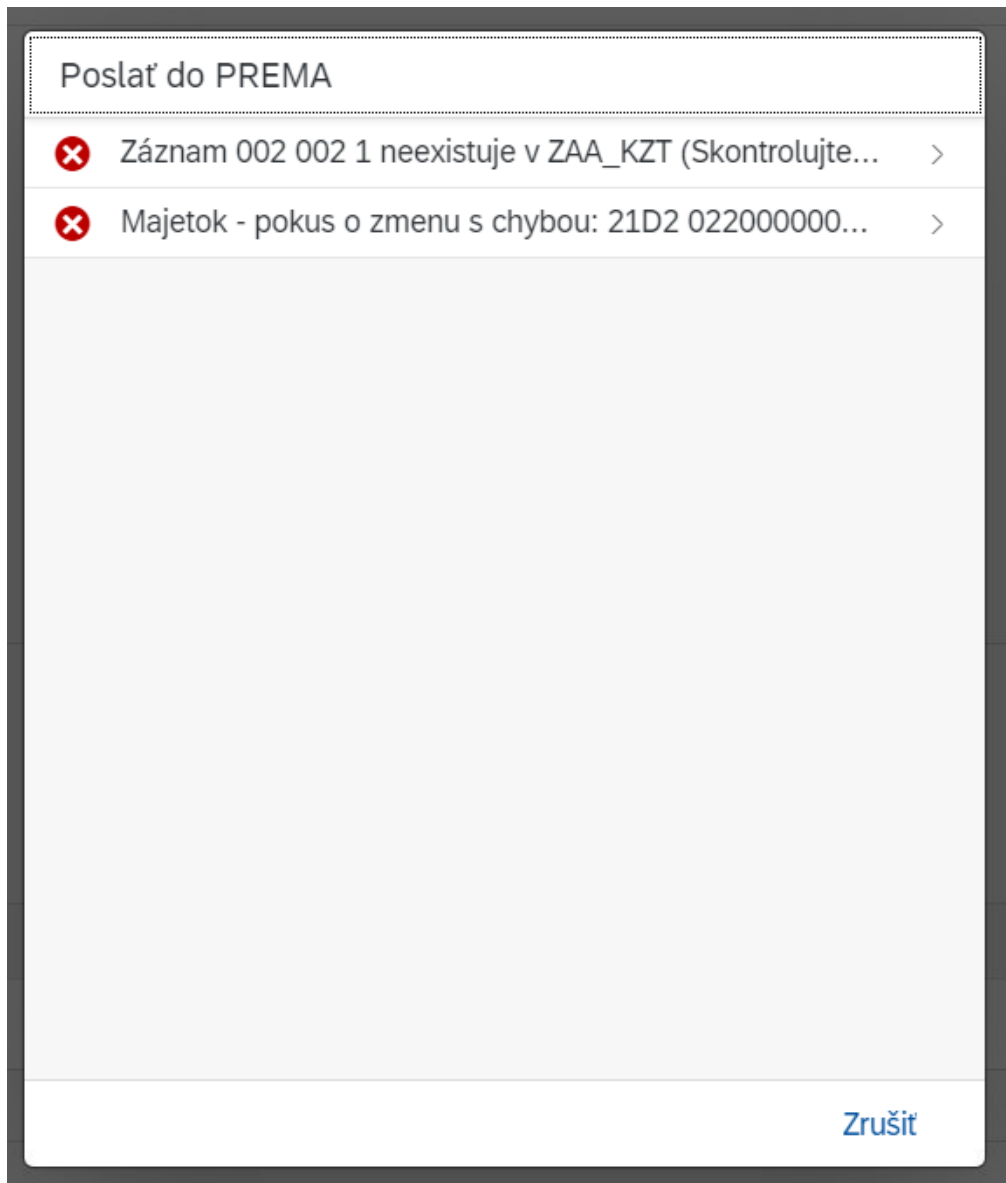 Poslať do PREMA
Záznam 002 002 1 neexistuje v ZAA_KZT (Skontrolujte...
Majetok - pokus o zmenu s chybou: 21D2 022000000...
Zrušiť